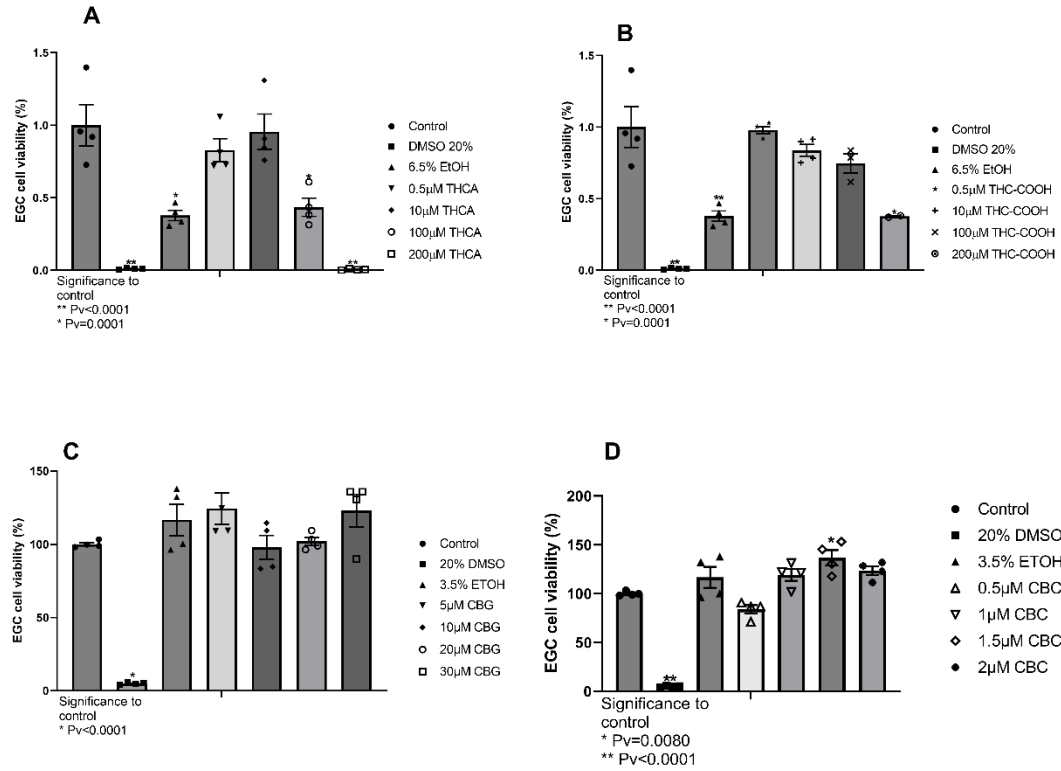 A
EGC cell viability (%)
1.5
1.0
0.5
0.0
*
**
*
**
Control
DMSO 20%
6.5% EtOH
0.5μM THCA
10μM THCA
100μM THCA
200μM THCA
Significance to
control
** Pv<0.0001
* Pv=0.0001
B
EGC cell viability (%)
1.5
1.0
0.5
0.0
**
**
*
Control
DMSO 20%
6.5% EtOH
0.5μM THC-COOH
10μM THC-COOH
100μM THC-COOH
200μM THC-COOH
Significance to
control
** Pv<0.0001
* Pv=0.0001
C
EGC cell viability (%)
150
100
50
0
*
Control
20% DMSO
3.5% ETOH
5μM CBG
10μM CBG
20μM CBG
30μM CBG
Significance to
control
* Pv<0.0001
D
EGC cell viability (%)
200
150
100
50
0
**
*
Control
20% DMSO
3.5% ETOH
0.5μM CBC
1μM CBC
1.5μM CBC
2μM CBC
Significance to
control
* Pv=0.0080
** Pv<0.0001